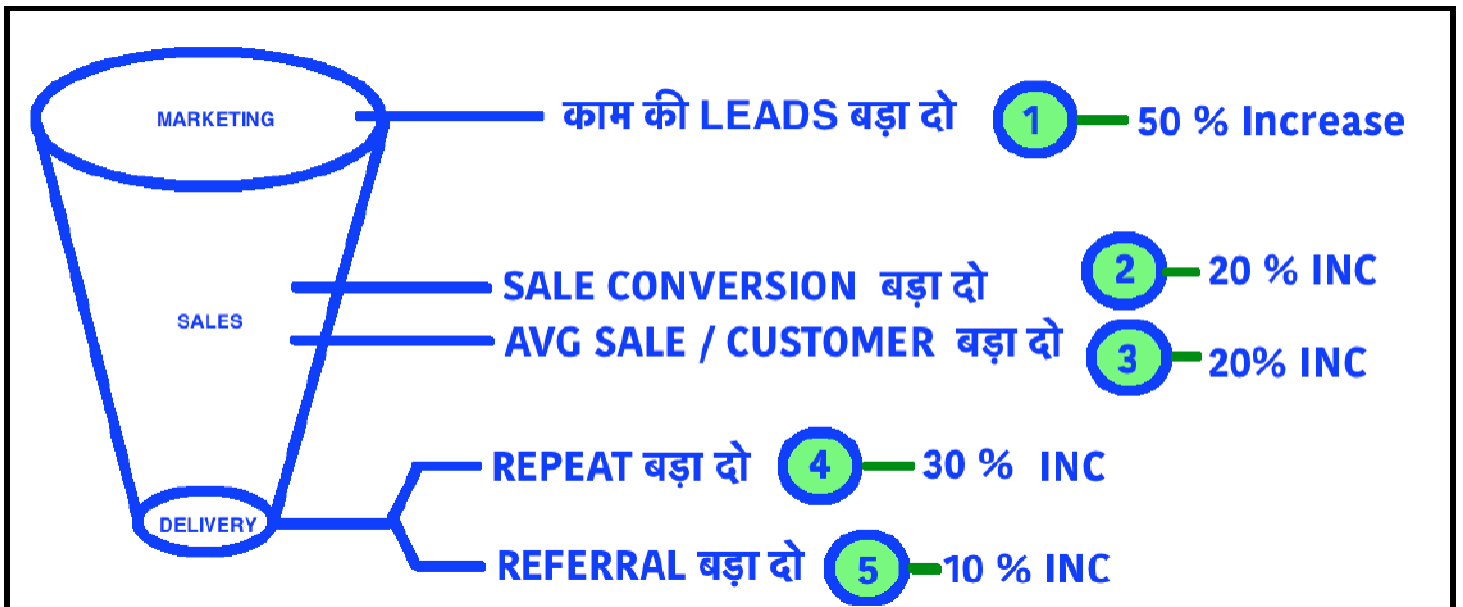 MARKETING
काम की LEADS बड़ा दो 1 50 % Increase
SALE CONVERSION बड़ा दो 2 20 % INC
SALES
AVG SALE / CUSTOMER बड़ा दो 3 20% INC
REPEAT बड़ा दो 4 30 % INC
DELIVERY
REFERRAL बड़ा दो 5 10 % INC